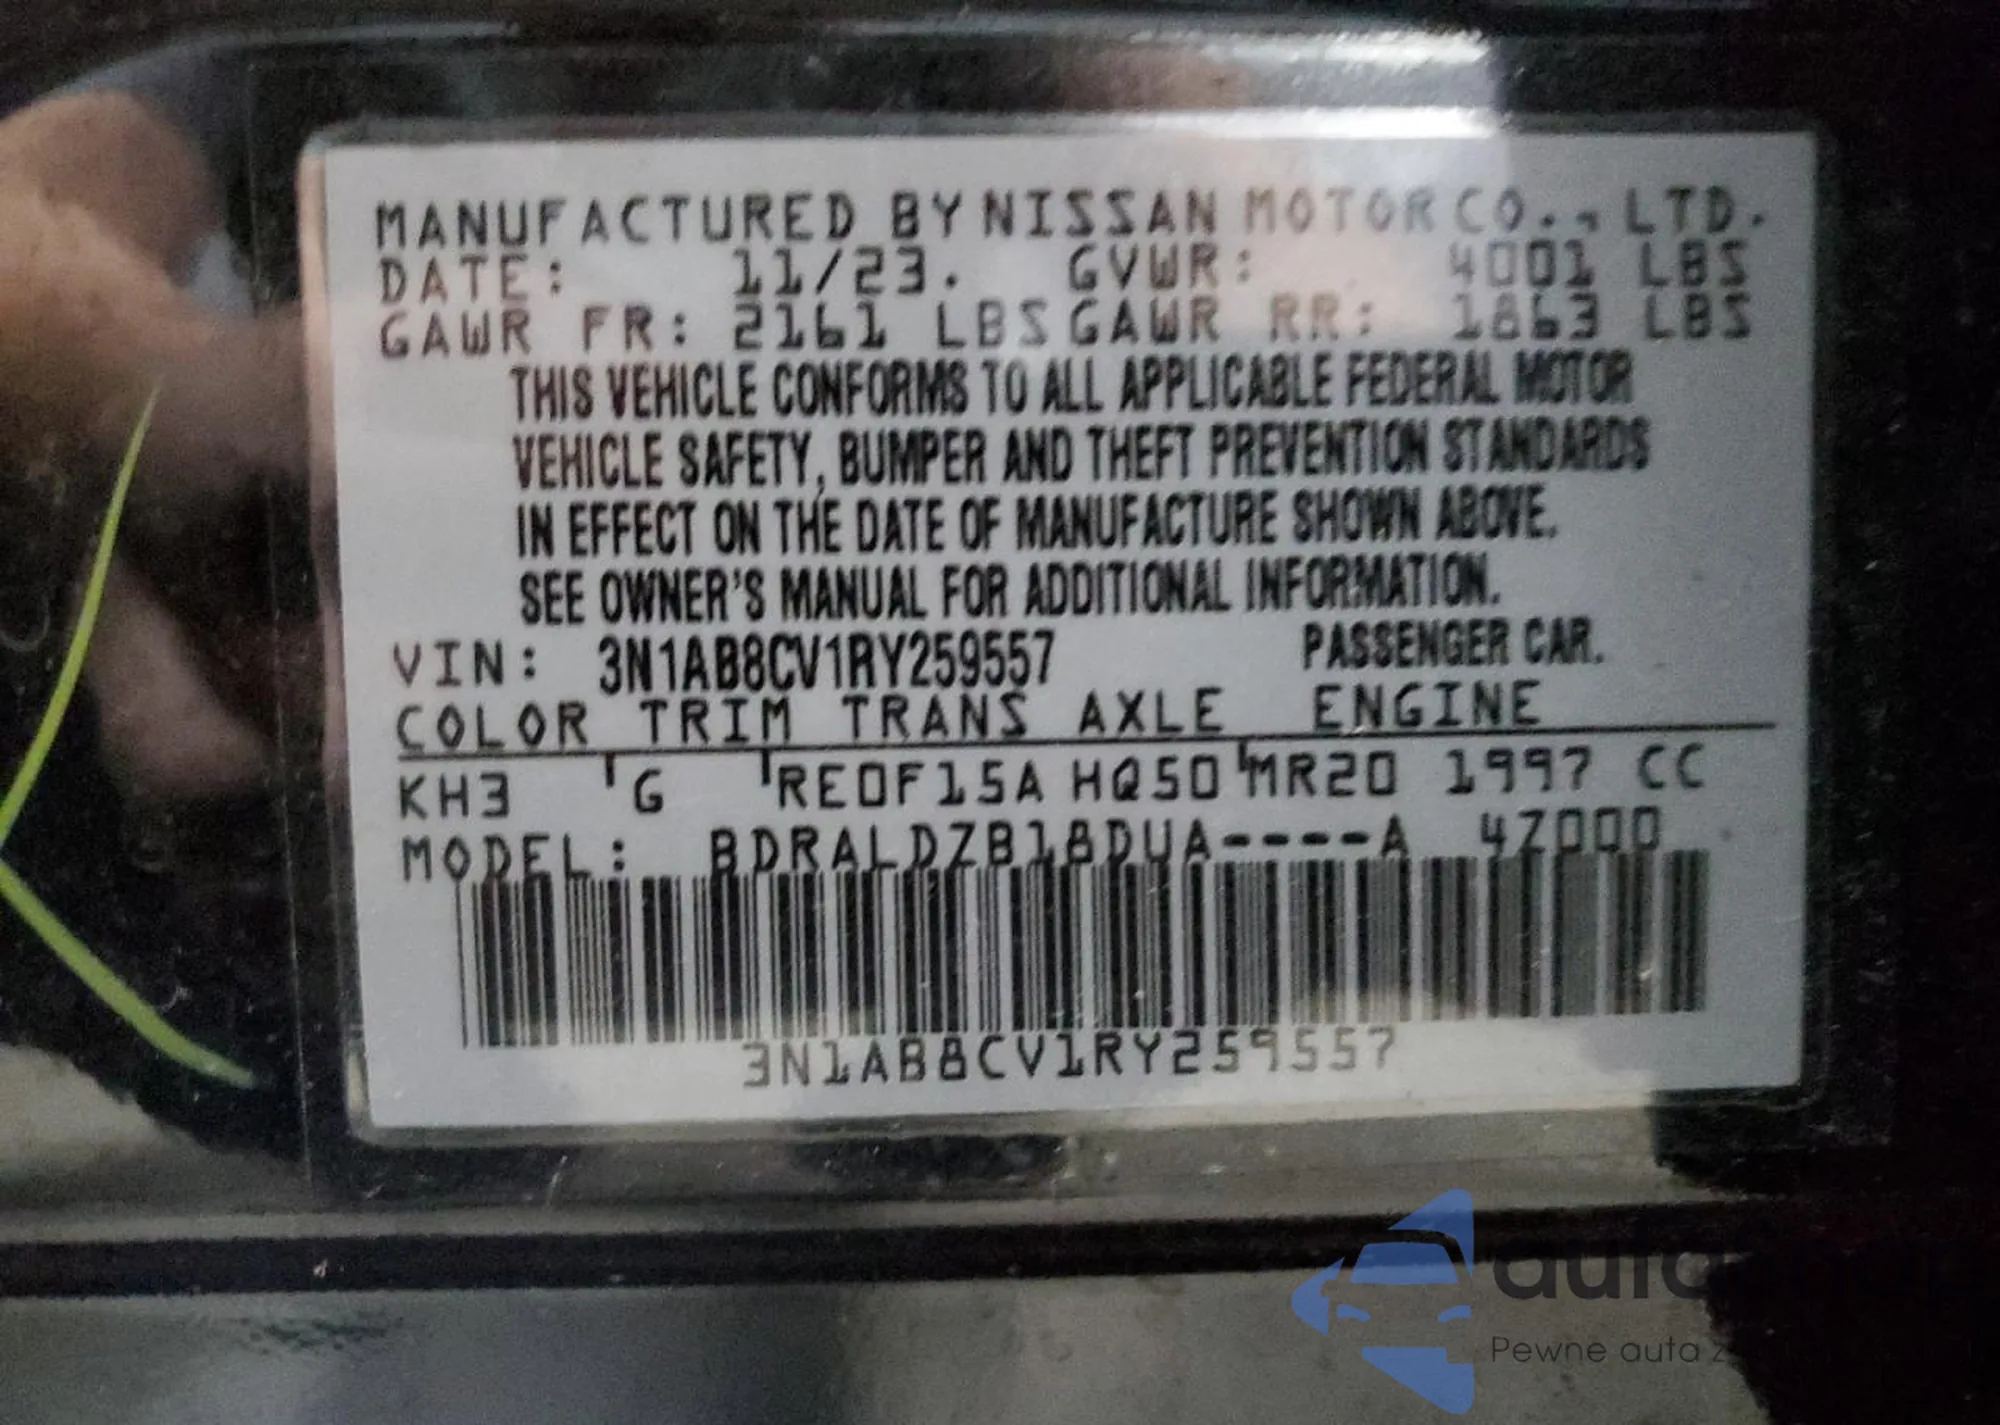 MANUFACTURED BY NISSAN MOTOR CO., LTD.
DATE: 11/23. GVWR: 4001 LBS
GAWR FR: 2161 LBS GAWR RR: 1863 LBS
THIS VEHICLE CONFORMS TO ALL APPLICABLE FEDERAL MOTOR
VEHICLE SAFETY, BUMPER AND THEFT PREVENTION STANDARDS
IN EFFECT ON THE DATE OF MANUFACTURE SHOWN ABOVE.
SEE OWNER'S MANUAL FOR ADDITIONAL INFORMATION.
VIN: 3N1AB8CV1RY259557 PASSENGER CAR.
COLOR TRIM TRANS AXLE ENGINE
KH3 G RE0F15A HQ50 MR20 1997 CC
MODEL: BDRALDZB18DUA----A 4Z000
3N1AB8CV1RY259557
Pewne auta z